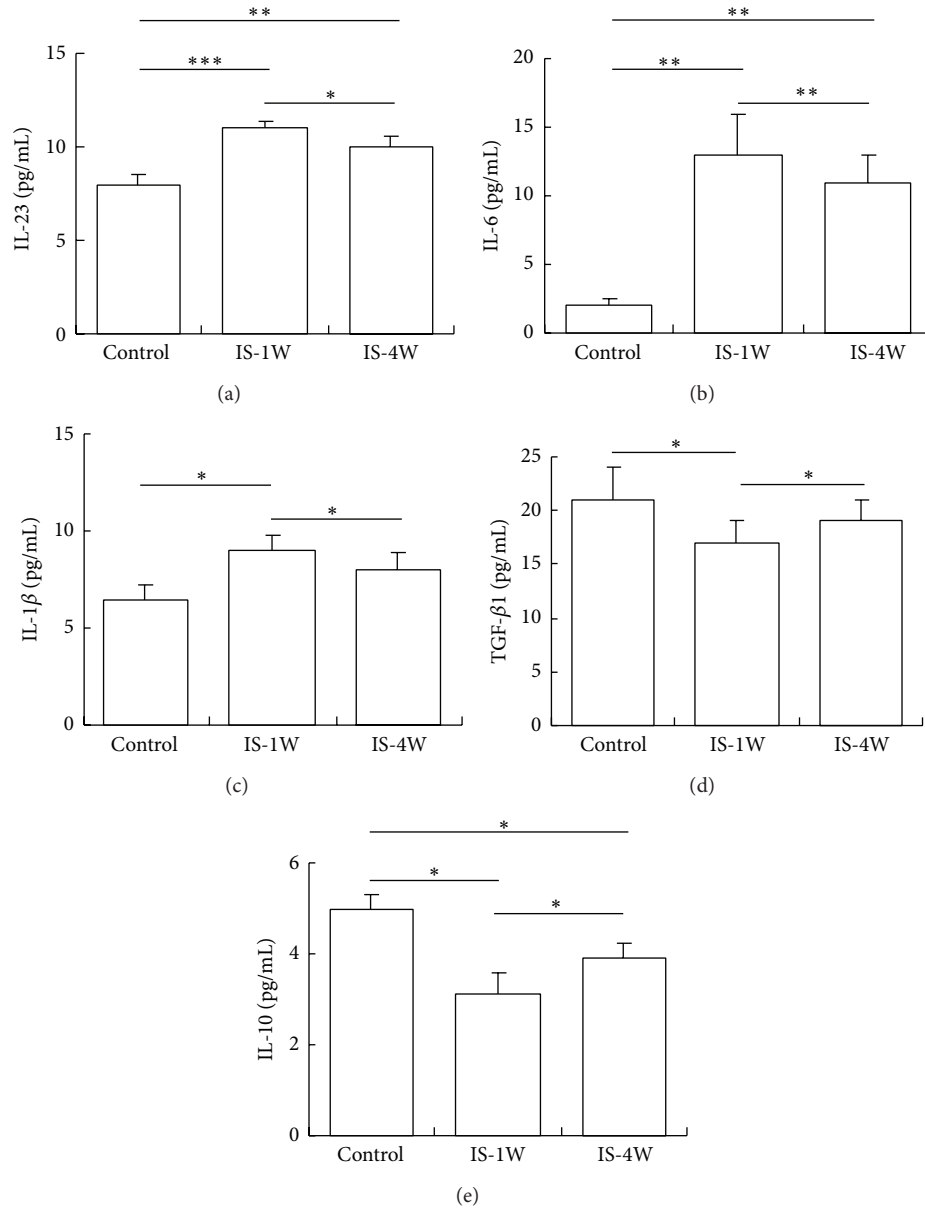 **
***
*
15
10
5
0
IL-23 (pg/mL)
Control IS-1W IS-4W
(a)
**
**
**
20
15
10
5
0
IL-6 (pg/mL)
Control IS-1W IS-4W
(b)
*
*
15
10
5
0
IL-1β (pg/mL)
Control IS-1W IS-4W
(c)
*
*
25
20
15
10
5
0
TGF-β1 (pg/mL)
Control IS-1W IS-4W
(d)
*
*
*
6
4
2
0
IL-10 (pg/mL)
Control IS-1W IS-4W
(e)